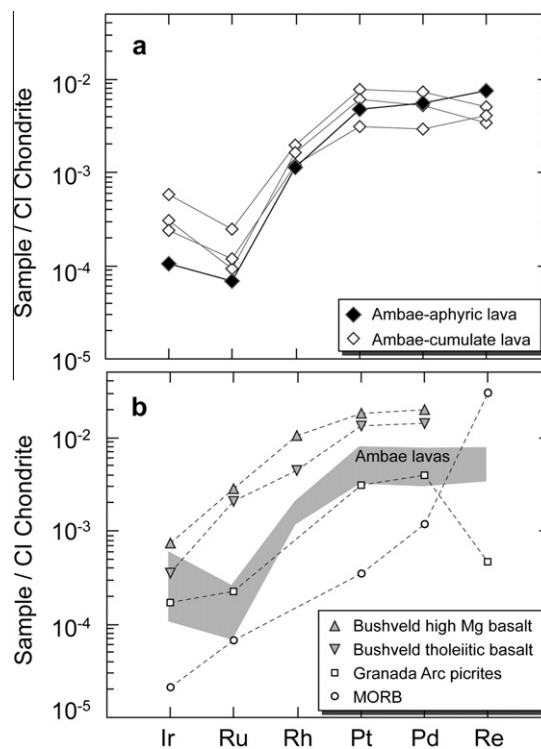 a
10-2
10-3
10-4
10-5
Sample / CI Chondrite
Ambae-aphyric lava
Ambae-cumulate lava
b
10-2
10-3
10-4
10-5
Sample / CI Chondrite
Ambae lavas
Bushveld high Mg basalt
Bushveld tholeiitic basalt
Granada Arc picrites
MORB
Ir Ru Rh Pt Pd Re